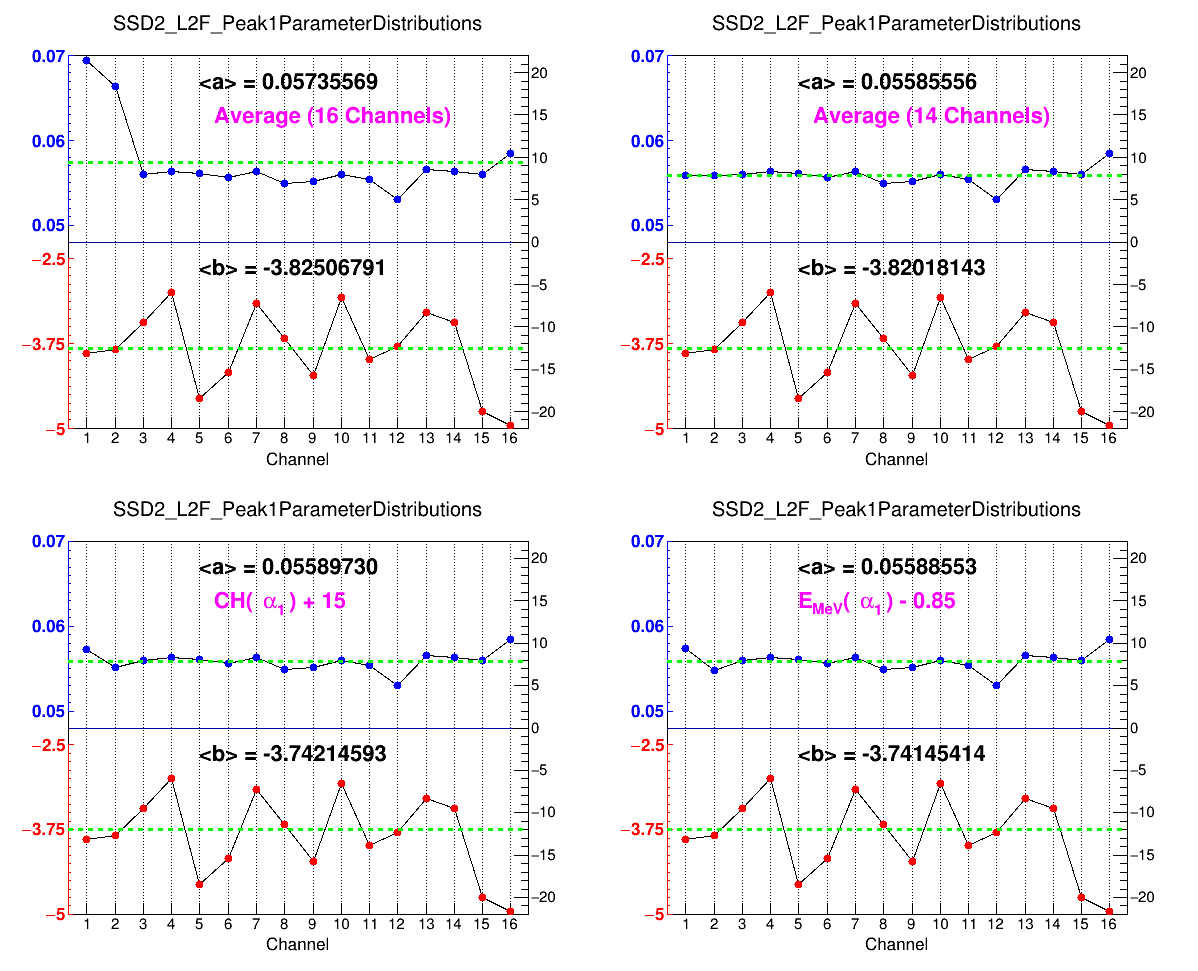 SSD2_L2F_Peak1ParameterDistributions
0.07
0.06
0.05
−2.5
−3.75
−5
<a> = 0.05735569
Average (16 Channels)
<b> = -3.82506791
20
15
10
5
0
−5
−10
−15
−20
1 2 3 4 5 6 7 8 9 10 11 12 13 14 15 16
Channel
SSD2_L2F_Peak1ParameterDistributions
0.07
0.06
0.05
−2.5
−3.75
−5
<a> = 0.05585556
Average (14 Channels)
<b> = -3.82018143
20
15
10
5
0
−5
−10
−15
−20
1 2 3 4 5 6 7 8 9 10 11 12 13 14 15 16
Channel
SSD2_L2F_Peak1ParameterDistributions
0.07
0.06
0.05
−2.5
−3.75
−5
<a> = 0.05589730
CH( α1) + 15
<b> = -3.74214593
20
15
10
5
0
−5
−10
−15
−20
1 2 3 4 5 6 7 8 9 10 11 12 13 14 15 16
Channel
SSD2_L2F_Peak1ParameterDistributions
0.07
0.06
0.05
−2.5
−3.75
−5
<a> = 0.05588553
EMeV( α1) - 0.85
<b> = -3.74145414
20
15
10
5
0
−5
−10
−15
−20
1 2 3 4 5 6 7 8 9 10 11 12 13 14 15 16
Channel